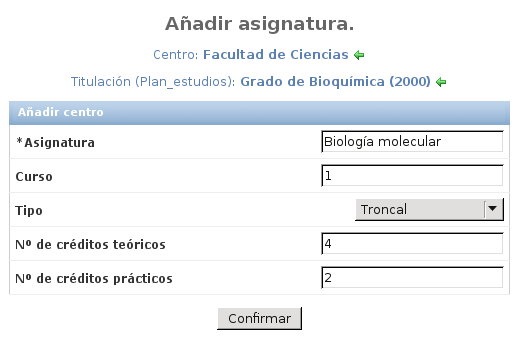 Añadir asignatura.
Centro: Facultad de Ciencias
Titulación (Plan_estudios): Grado de Bioquímica (2000)
Añadir centro
*Asignatura Biología molecular
Curso 1
Tipo Troncal
Nº de créditos teóricos 4
Nº de créditos prácticos 2
Confirmar